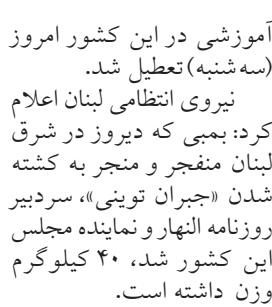 آموزشی در این کشور امروز
(سه‌شنبه) تعطیل شد.
نیروی انتظامی لبنان اعلام
کرد: بمبی که دیروز در شرق
لبنان منفجر و منجر به کشته
شدن «جبران توینی»، سردبیر
روزنامه النهار و نماینده مجلس
این کشور شد، ۴۰ کیلوگرم
وزن داشته است.